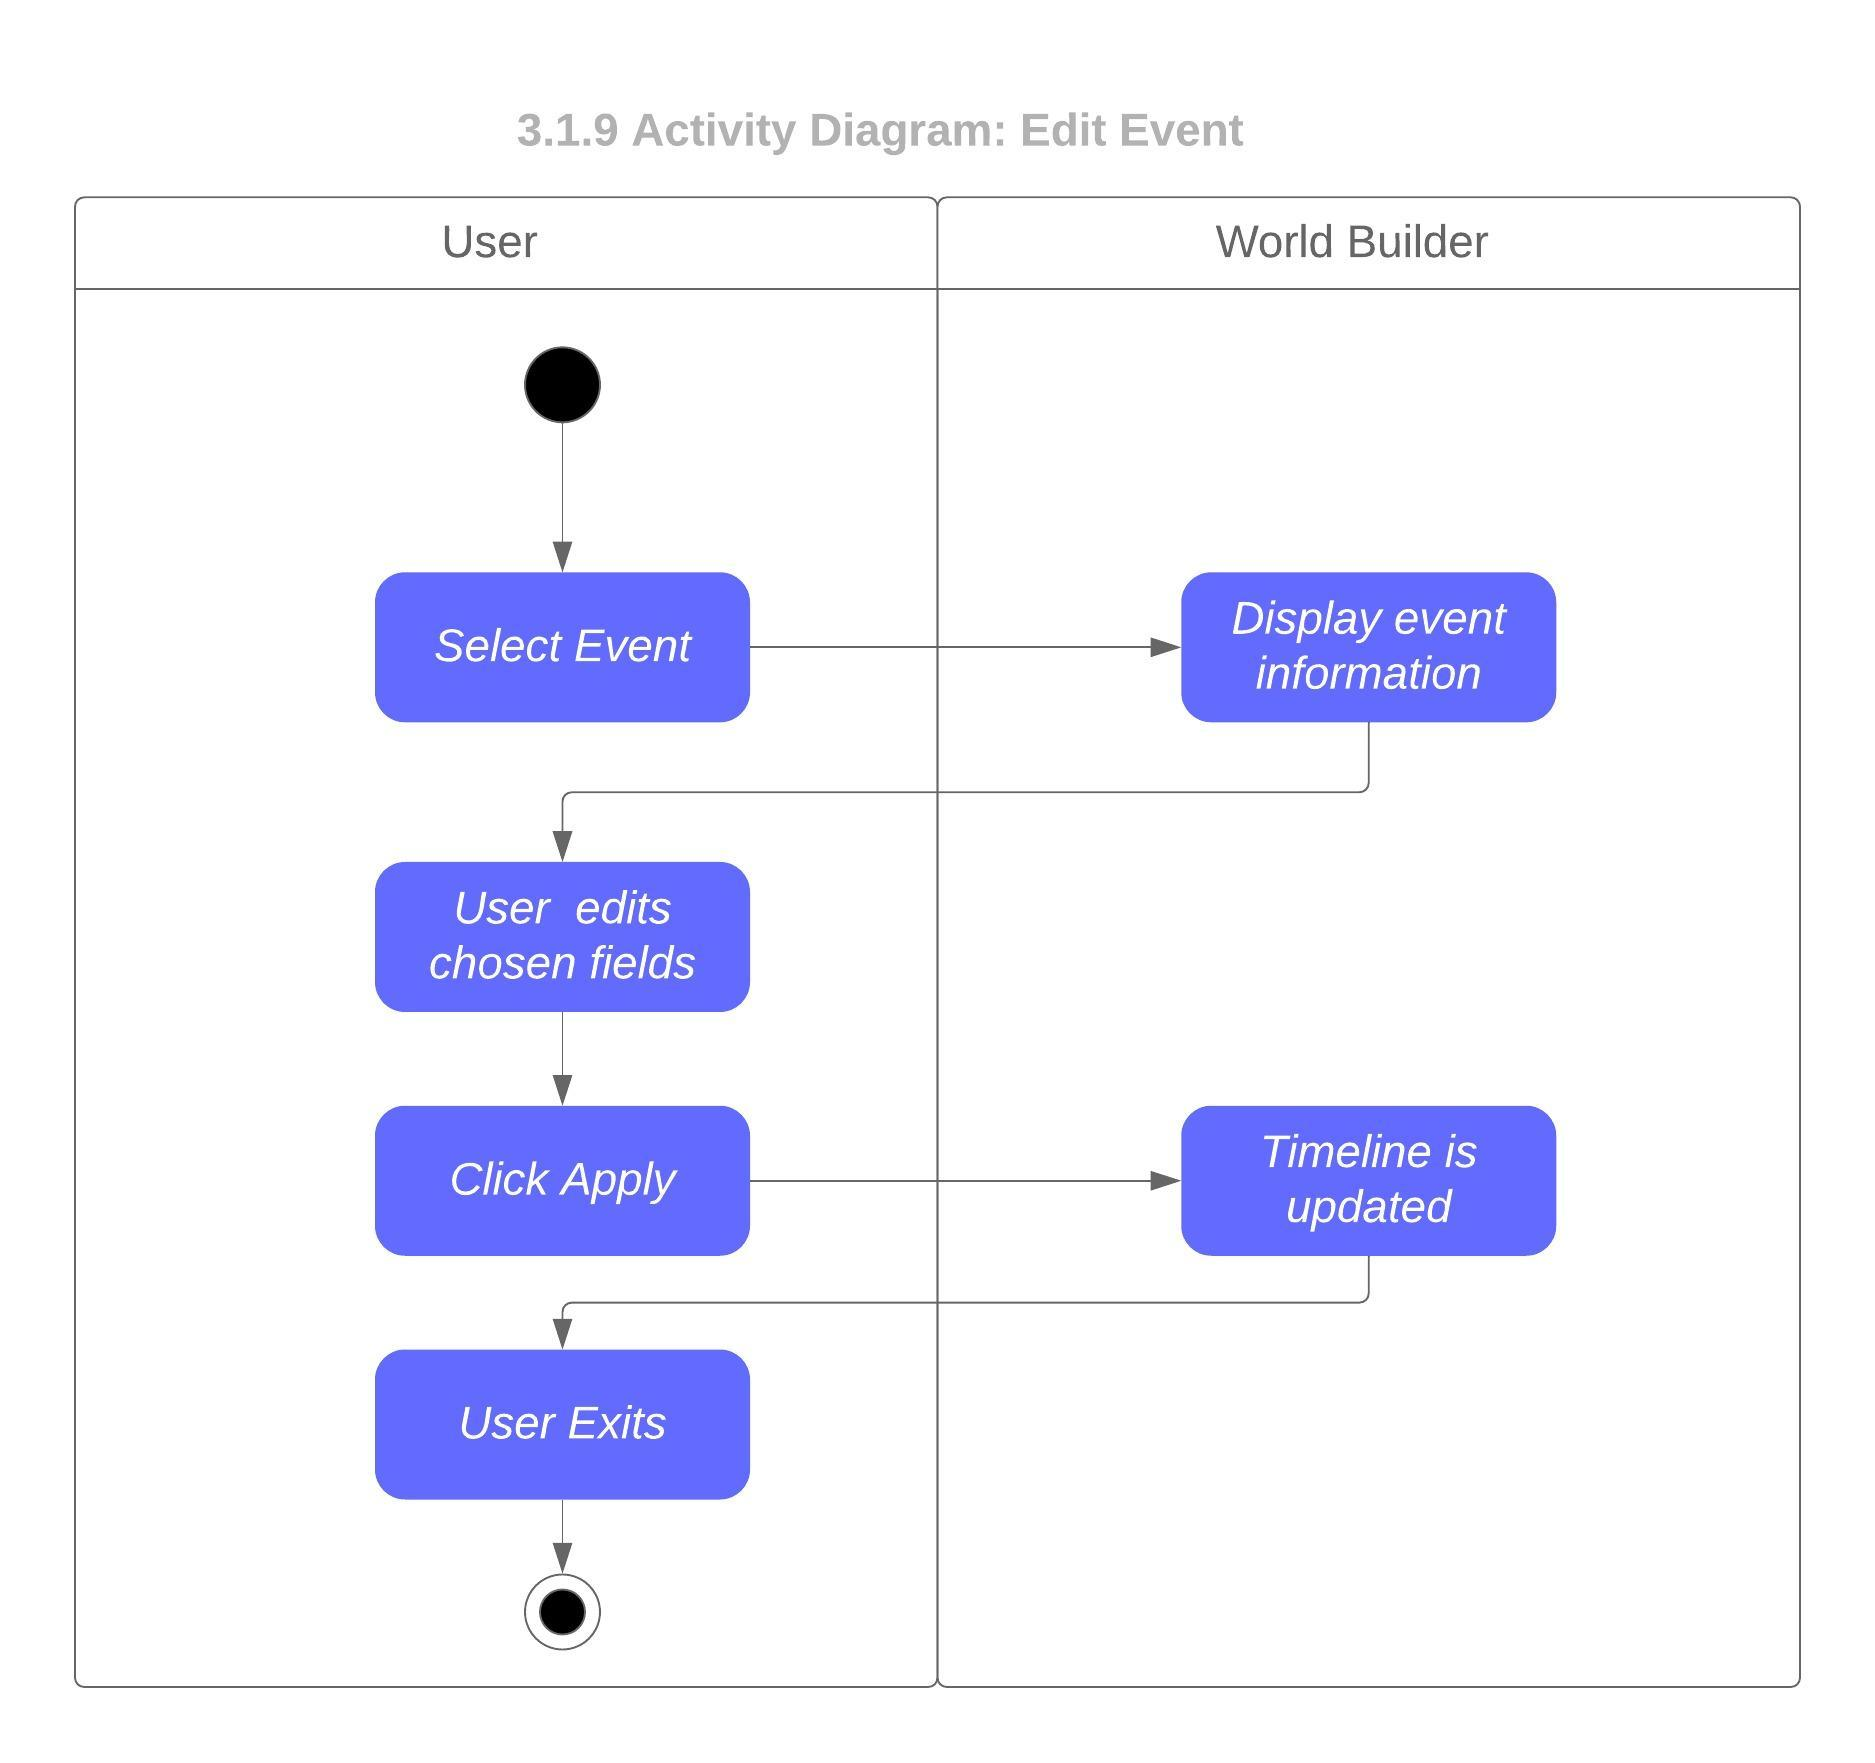 3.1.9 Activity Diagram: Edit Event
User
World Builder
Select Event
Display event
information
User  edits
chosen fields
Click Apply
Timeline is
updated
User Exits